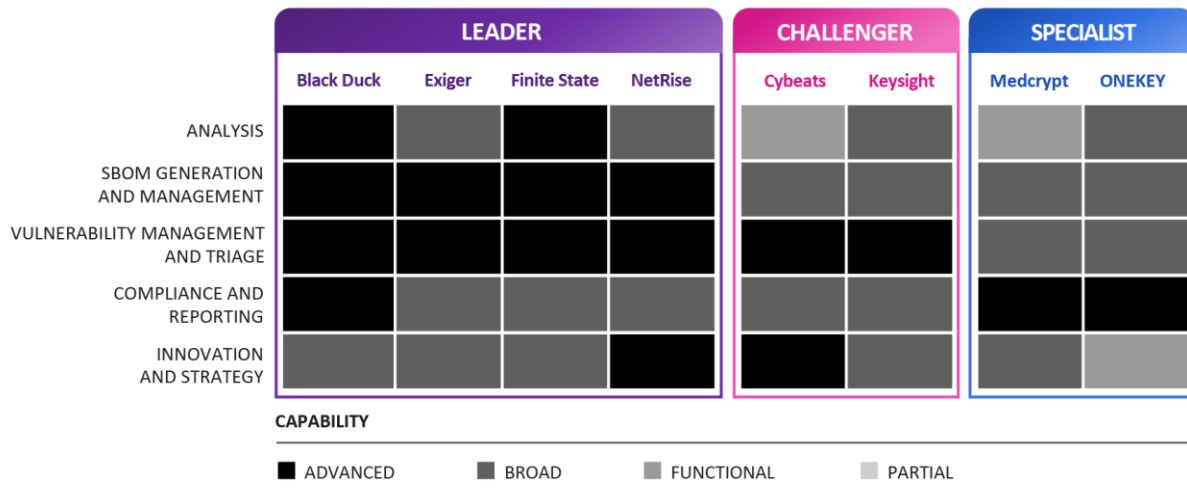 LEADER
CHALLENGER
SPECIALIST
Black Duck
Exiger
Finite State
NetRise
Cybeats
Keysight
Medcrypt
ONEKEY
ANALYSIS
SBOM GENERATION
AND MANAGEMENT
VULNERABILITY MANAGEMENT
AND TRIAGE
COMPLIANCE AND
REPORTING
INNOVATION
AND STRATEGY
CAPABILITY
ADVANCED
BROAD
FUNCTIONAL
PARTIAL